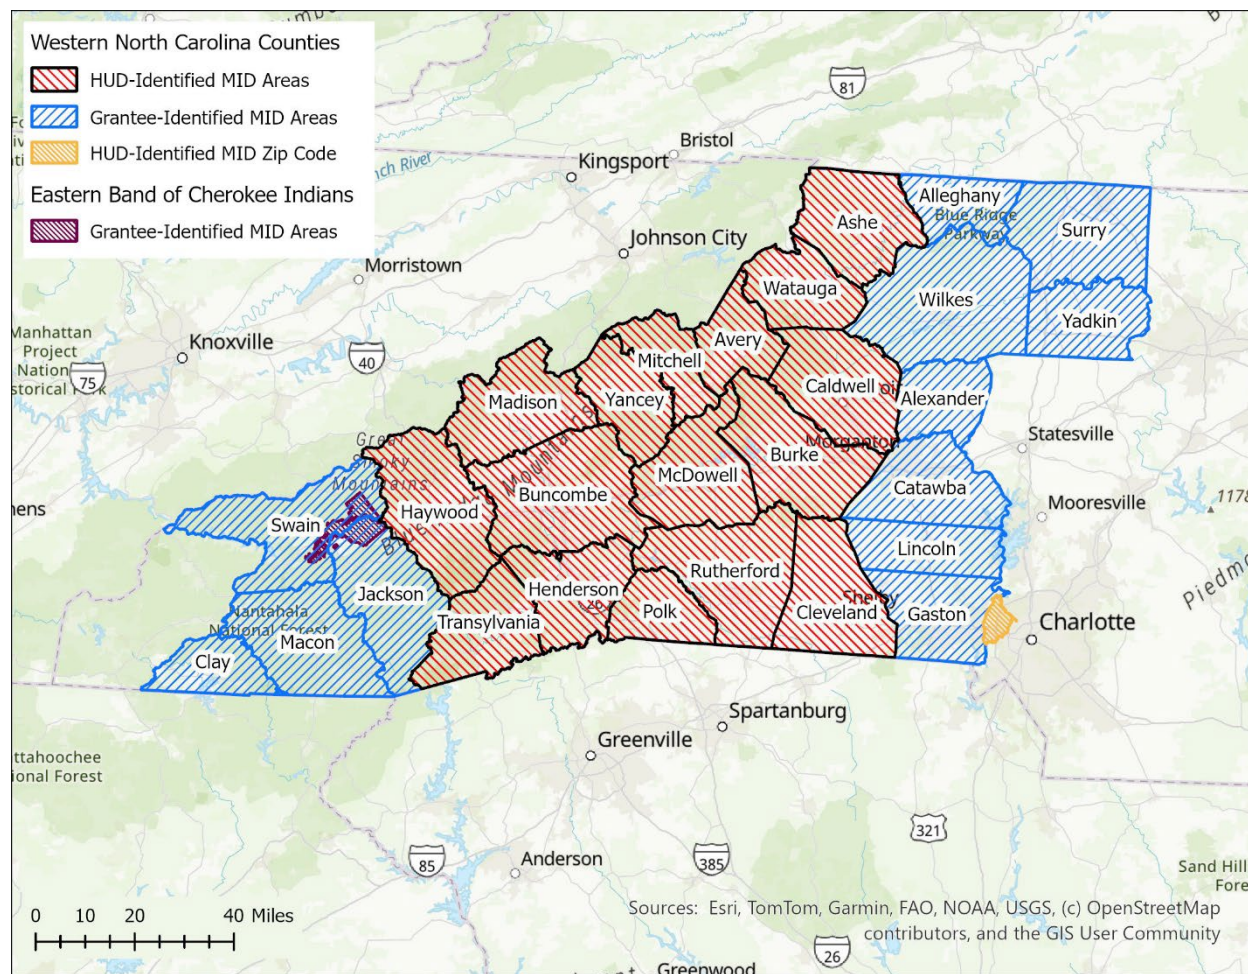 Western North Carolina Counties
HUD-Identified MID Areas
Grantee-Identified MID Areas
HUD-Identified MID Zip Code
Eastern Band of Cherokee Indians
Grantee-Identified MID Areas
81
Bristol
Kingsport
Johnson City
Morristown
Knoxville
Manhattan
Project
40
75
Alleghany
Blue Ridge
Parkway
Ashe
Surry
Watauga
Wilkes
Yadkin
Avery
Mitchell
Caldwell
Alexander
Madison
Yancey
Morganton
Statesville
Great
Smoky
Mountains
McDowell
Burke
Buncombe
Catawba
Mooresville
Haywood
Swain
Lincoln
Jackson
Henderson
Rutherford
26
Polk
Transylvania
Shelby
Cleveland
Gaston
Charlotte
Nantahala
National Forest
Macon
Clay
Spartanburg
Greenville
321
85
Anderson
385
26
Greenwood
0 10 20 40 Miles
Sources: Esri, TomTom, Garmin, FAO, NOAA, USGS, (c) OpenStreetMap
contributors, and the GIS User Community